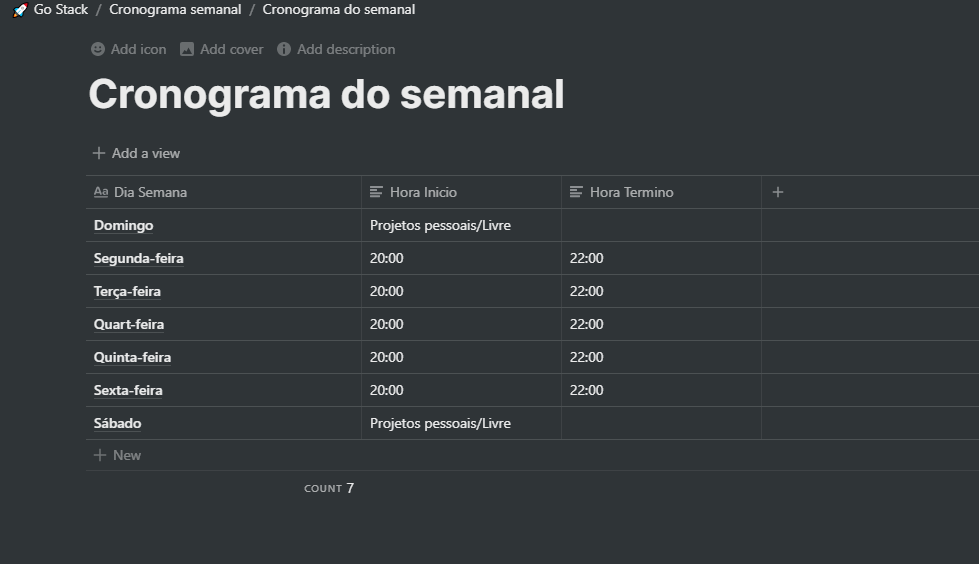 🚀 Go Stack / Cronograma semanal / Cronograma do semanal
Add icon Add cover Add description
Cronograma do semanal
+ Add a view
Aa Dia Semana Hora Inicio Hora Termino +
Domingo Projetos pessoais/Livre
Segunda-feira 20:00 22:00
Terça-feira 20:00 22:00
Quart-feira 20:00 22:00
Quinta-feira 20:00 22:00
Sexta-feira 20:00 22:00
Sábado Projetos pessoais/Livre
+ New
COUNT 7